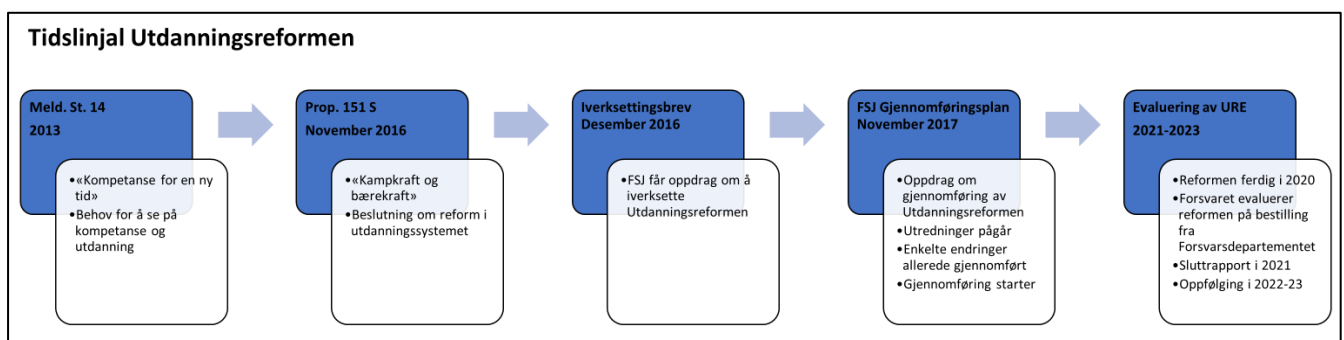 Tidslinjal Utdanningsreformen
Meld. St. 14
2013
•«Kompetanse for en ny
tid»
•Behov for å se på
kompetanse og
utdanning
Prop. 151 S
November 2016
•«Kampkraft og
bærekraft»
•Beslutning om reform i
utdanningssystemet
Iverksettingsbrev
Desember 2016
•FSJ får oppdrag om å
iverksette
Utdanningsreformen
FSJ Gjennomføringsplan
November 2017
•Oppdrag om
gjennomføring av
Utdanningsreformen
•Utredninger pågår
•Enkelte endringer
allerede gjennomført
•Gjennomføring starter
Evaluering av URE
2021-2023
•Reformen ferdig i 2020
•Forsvaret evaluerer
reformen på bestilling
fra
Forsvarsdepartementet
•Sluttrapport i 2021
•Oppfølging i 2022-23